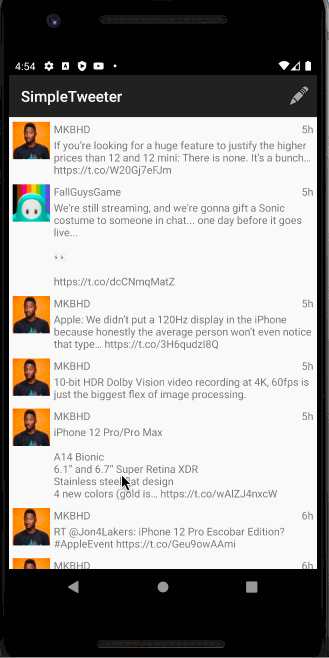 4:54
SimpleTweeter
MKBHD 5h
If you're looking for a huge feature to justify the higher
prices than 12 and 12 mini: There is none. It's a bunch…
https://t.co/W20Gj7eFJm
FallGuysGame 5h
We're still streaming, and we're gonna gift a Sonic
costume to someone in chat... one day before it goes
live...
👀
https://t.co/dcCNmqMatZ
MKBHD 5h
Apple: We didn't put a 120Hz display in the iPhone
because honestly the average person won't even notice
that type… https://t.co/3H6qudzI8Q
MKBHD 5h
10-bit HDR Dolby Vision video recording at 4K, 60fps is
just the biggest flex of image processing.
MKBHD 5h
iPhone 12 Pro/Pro Max
A14 Bionic
6.1” and 6.7” Super Retina XDR
Stainless steel flat design
4 new colors (gold is… https://t.co/wAlZJ4nxcW
MKBHD 6h
RT @Jon4Lakers: iPhone 12 Pro Escobar Edition?
#AppleEvent https://t.co/Geu9owAAmi
MKBHD 6h